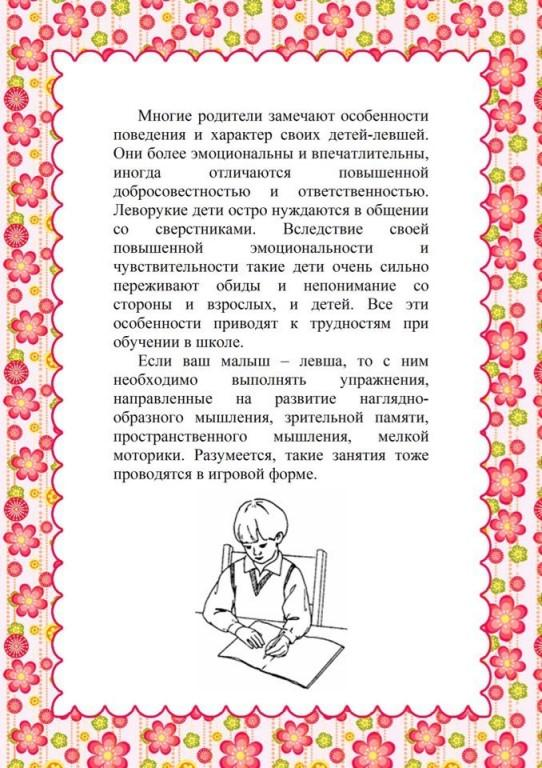 Многие родители замечают особенности
поведения и характер своих детей-левшей.
Они более эмоциональны и впечатлительны,
иногда отличаются повышенной
добросовестностью и ответственностью.
Леворукие дети остро нуждаются в общении
со сверстниками. Вследствие своей
повышенной эмоциональности и
чувствительности такие дети очень сильно
переживают обиды и непонимание со
стороны и взрослых, и детей. Все эти
особенности приводят к трудностям при
обучении в школе.
Если ваш малыш – левша, то с ним
необходимо выполнять упражнения,
направленные на развитие наглядно-
образного мышления, зрительной памяти,
пространственного мышления, мелкой
моторики. Разумеется, такие занятия тоже
проводятся в игровой форме.